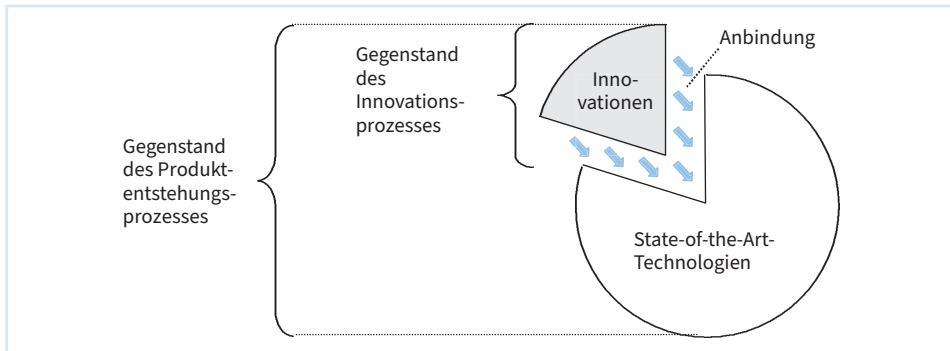 Gegenstand
des Produkt-
entstehungs-
prozesses
Gegenstand
des
Innovations-
prozesses
Inno-
vationen
Anbindung
State-of-the-Art-
Technologien